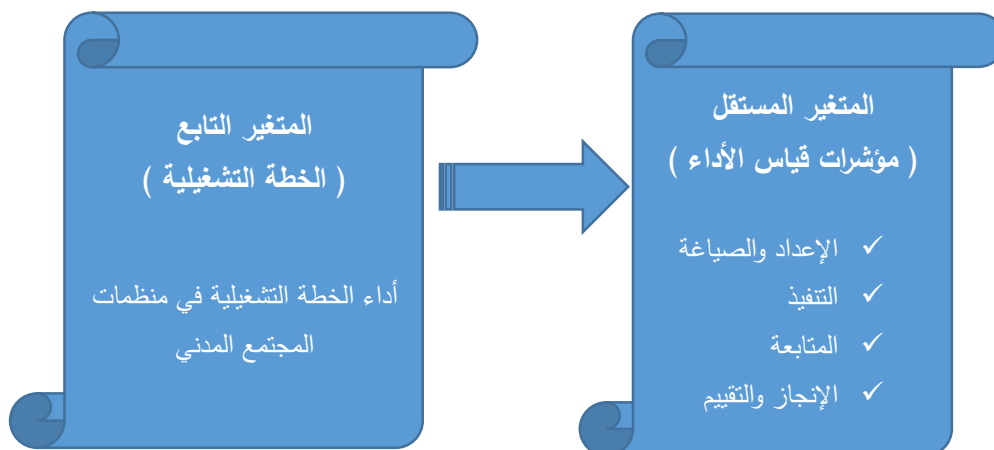 المتغير المستقل
( مؤشرات قياس الأداء )
✓ الإعداد والصياغة
✓ التنفيذ
✓ المتابعة
✓ الإنجاز والتقييم
المتغير التابع
( الخطة التشغيلية )
أداء الخطة التشغيلية في منظمات
المجتمع المدني